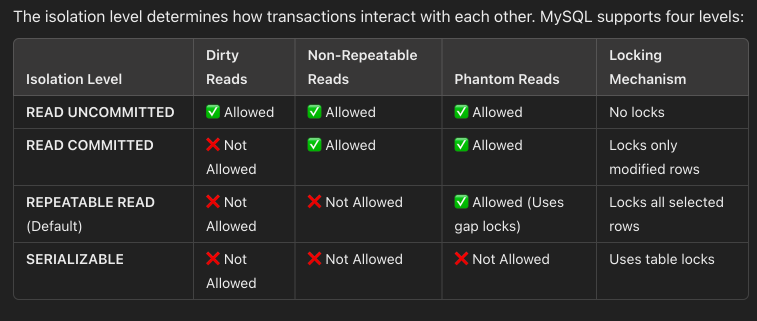 The isolation level determines how transactions interact with each other. MySQL supports four levels:
Isolation Level | Dirty Reads | Non-Repeatable Reads | Phantom Reads | Locking Mechanism
READ UNCOMMITTED | ✅ Allowed | ✅ Allowed | ✅ Allowed | No locks
READ COMMITTED | ❌ Not Allowed | ✅ Allowed | ✅ Allowed | Locks only modified rows
REPEATABLE READ (Default) | ❌ Not Allowed | ❌ Not Allowed | ✅ Allowed (Uses gap locks) | Locks all selected rows
SERIALIZABLE | ❌ Not Allowed | ❌ Not Allowed | ❌ Not Allowed | Uses table locks